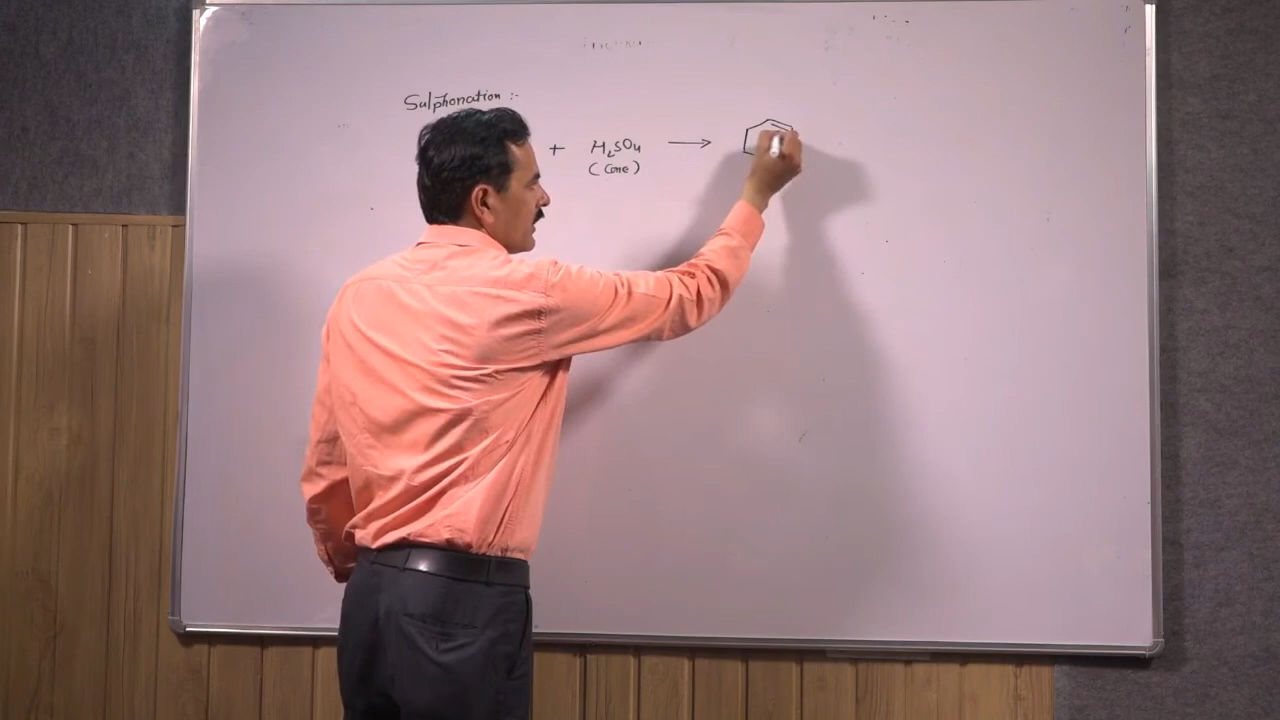 Sulphonation :-
+ H₂SO₄ →
(Conc)